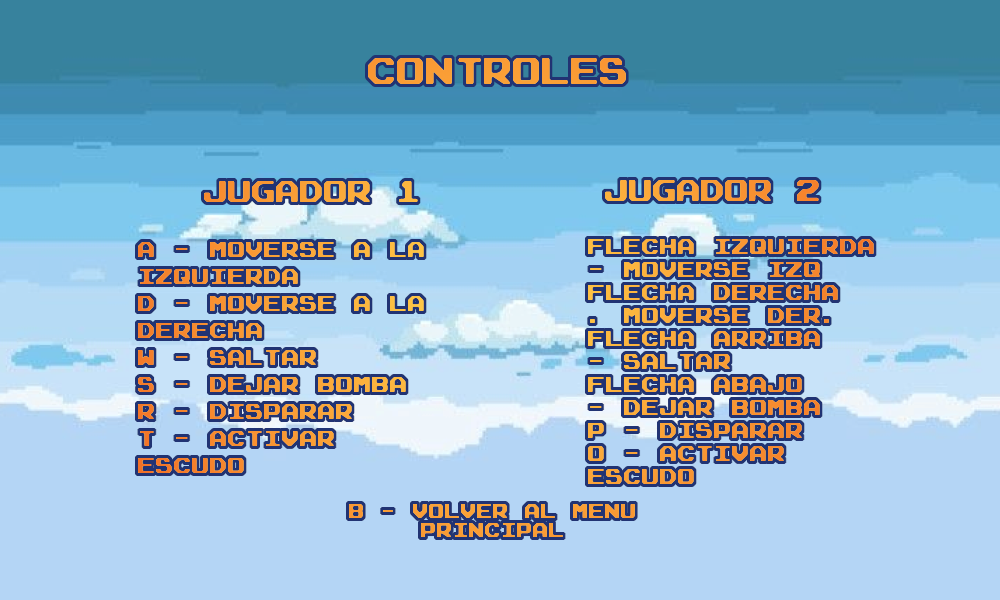 CONTROLES
JUGADOR 1
A - MOVERSE A LA
IZQUIERDA
D - MOVERSE A LA
DERECHA
W - SALTAR
S - DEJAR BOMBA
R - DISPARAR
T - ACTIVAR
ESCUDO
JUGADOR 2
FLECHA IZQUIERDA
- MOVERSE IZQ
FLECHA DERECHA
. MOVERSE DER.
FLECHA ARRIBA
- SALTAR
FLECHA ABAJO
- DEJAR BOMBA
P - DISPARAR
O - ACTIVAR
ESCUDO
B - VOLVER AL MENU
PRINCIPAL